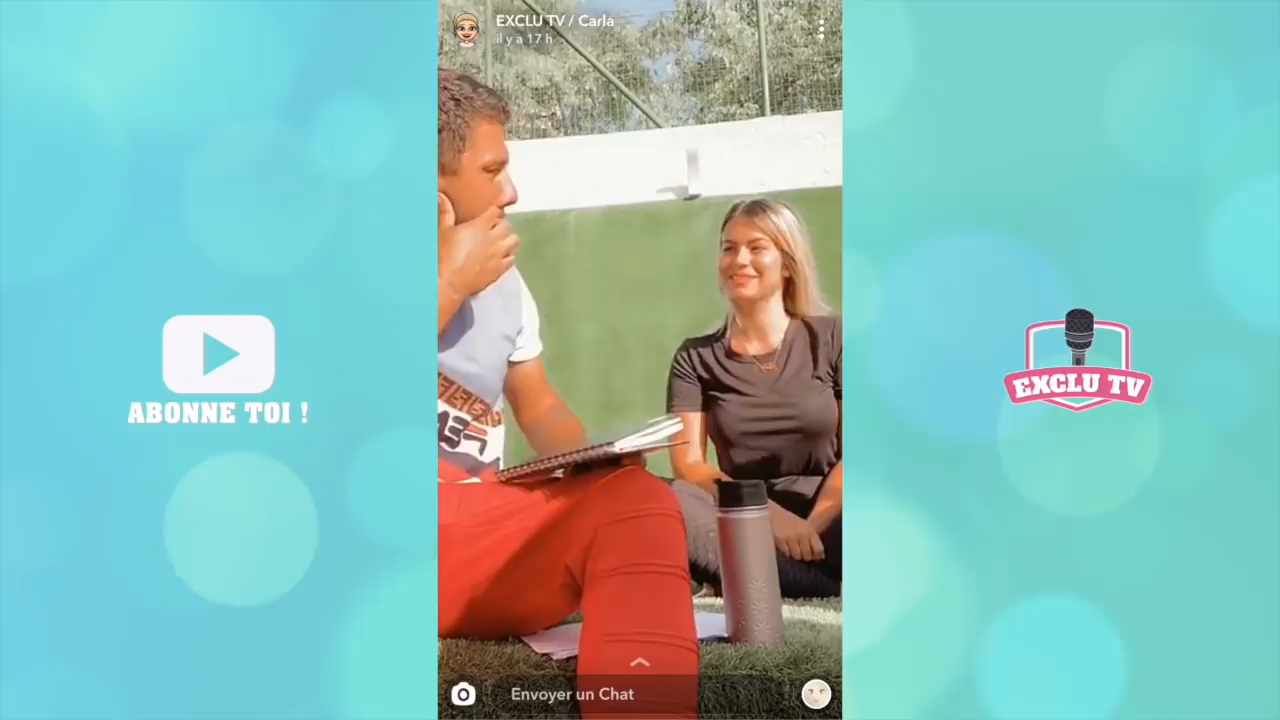 EXCLU TV / Carla
il y a 17 h
ABONNE TOI !
EXCLU TV
Envoyer un Chat